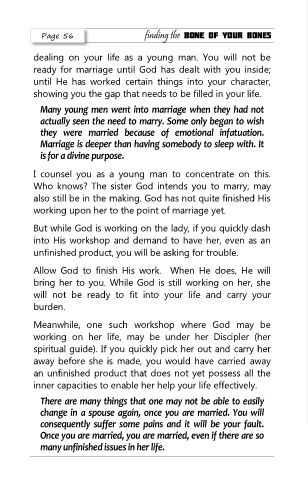 Page 56
finding the BONE OF YOUR BONES
dealing on your life as a young man. You will not be
ready for marriage until God has dealt with you inside;
until He has worked certain things into your character,
showing you the gap that needs to be filled in your life.
Many young men went into marriage when they had not
actually seen the need to marry. Some only began to wish
they were married because of emotional infatuation.
Marriage is deeper than having somebody to sleep with. It
is for a divine purpose.
I counsel you as a young man to concentrate on this.
Who knows? The sister God intends you to marry, may
also still be in the making. God has not quite finished His
working upon her to the point of marriage yet.
But while God is working on the lady, if you quickly dash
into His workshop and demand to have her, even as an
unfinished product, you will be asking for trouble.
Allow God to finish His work. When He does, He will
bring her to you. While God is still working on her, she
will not be ready to fit into your life and carry your
burden.
Meanwhile, one such workshop where God may be
working on her life, may be under her Discipler (her
spiritual guide). If you quickly pick her out and carry her
away before she is made, you would have carried away
an unfinished product that does not yet possess all the
inner capacities to enable her help your life effectively.
There are many things that one may not be able to easily
change in a spouse again, once you are married. You will
consequently suffer some pains and it will be your fault.
Once you are married, you are married, even if there are so
many unfinished issues in her life.